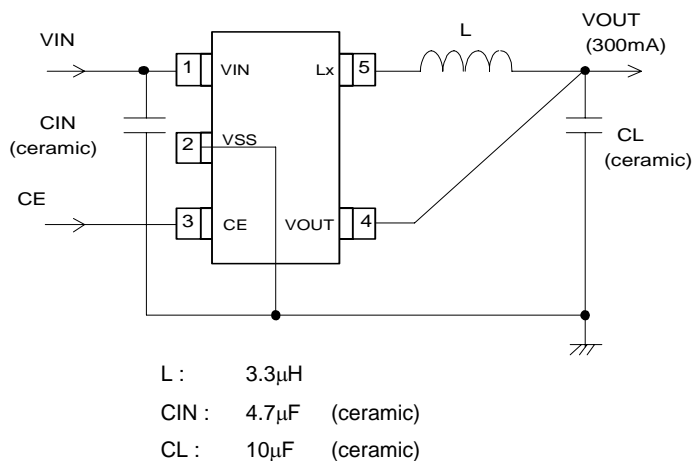 VIN
CIN
(ceramic)
CE
1 VIN
2 VSS
3 CE
Lx 5
VOUT 4
L
VOUT
(300mA)
CL
(ceramic)
L : 3.3μH
CIN : 4.7μF (ceramic)
CL : 10μF (ceramic)